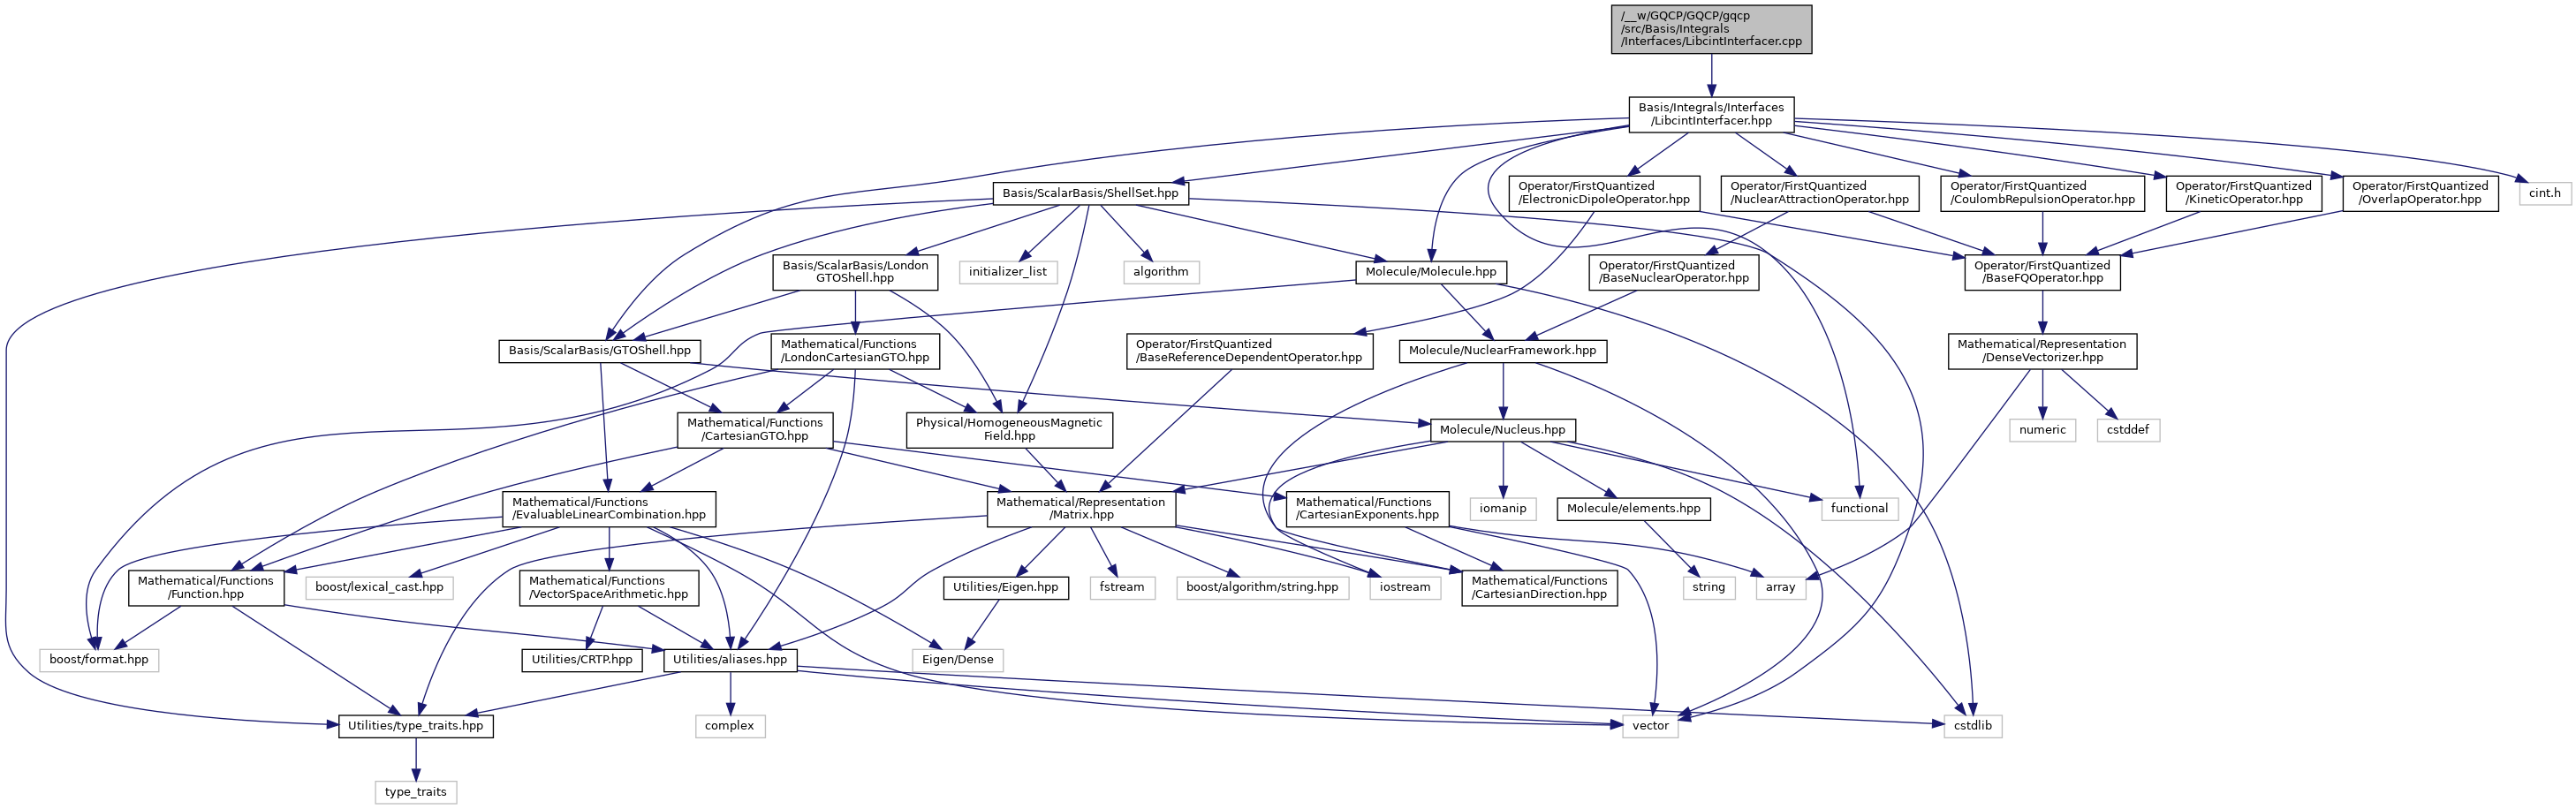 /__w/GQCP/GQCP/gqcp
/src/Basis/Integrals
/Interfaces/LibcintInterfacer.cpp
Basis/Integrals/Interfaces
/LibcintInterfacer.hpp
Basis/ScalarBasis/ShellSet.hpp
Operator/FirstQuantized
/ElectronicDipoleOperator.hpp
Operator/FirstQuantized
/NuclearAttractionOperator.hpp
Operator/FirstQuantized
/CoulombRepulsionOperator.hpp
Operator/FirstQuantized
/KineticOperator.hpp
Operator/FirstQuantized
/OverlapOperator.hpp
cint.h
Basis/ScalarBasis/London
GTOShell.hpp
initializer_list
algorithm
Molecule/Molecule.hpp
Operator/FirstQuantized
/BaseNuclearOperator.hpp
Operator/FirstQuantized
/BaseFQOperator.hpp
Basis/ScalarBasis/GTOShell.hpp
Mathematical/Functions
/LondonCartesianGTO.hpp
Operator/FirstQuantized
/BaseReferenceDependentOperator.hpp
Molecule/NuclearFramework.hpp
Mathematical/Representation
/DenseVectorizer.hpp
Mathematical/Functions
/CartesianGTO.hpp
Physical/HomogeneousMagnetic
Field.hpp
Molecule/Nucleus.hpp
numeric
cstddef
Mathematical/Functions
/EvaluableLinearCombination.hpp
Mathematical/Representation
/Matrix.hpp
Mathematical/Functions
/CartesianExponents.hpp
iomanip
Molecule/elements.hpp
functional
Mathematical/Functions
/Function.hpp
boost/lexical_cast.hpp
Mathematical/Functions
/VectorSpaceArithmetic.hpp
Utilities/Eigen.hpp
fstream
boost/algorithm/string.hpp
iostream
Mathematical/Functions
/CartesianDirection.hpp
string
array
boost/format.hpp
Utilities/CRTP.hpp
Utilities/aliases.hpp
Eigen/Dense
Utilities/type_traits.hpp
complex
vector
cstdlib
type_traits